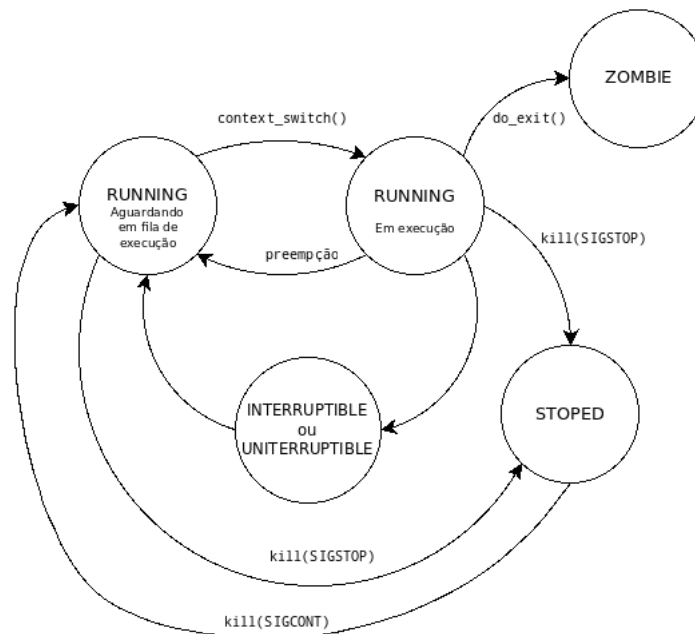 ZOMBIE
context_switch()
do_exit()
RUNNING
Aguardando
em fila de
execução
RUNNING
Em execução
kill(SIGSTOP)
preempção
INTERRUPTIBLE
ou
UNITERRUPTIBLE
STOPED
kill(SIGSTOP)
kill(SIGCONT)